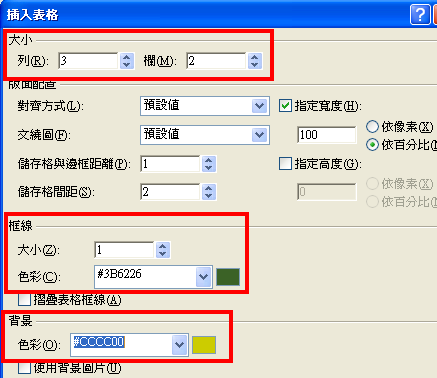 插入表格
大小
列(R): 3 欄(M): 2
版面配置
對齊方式(L): 預設值 指定寬度(H):
交繞圖(F): 預設值 100 依像素(X)
依百分比(
儲存格與邊框距離(P): 1 指定高度(G):
儲存格間距(S): 2 0 依像素(X)
依百分比(
框線
大小(Z): 1
色彩(C): #3B6226
摺疊表格框線(A)
背景
色彩(O): #CCCC00
使用背景圖片(U)